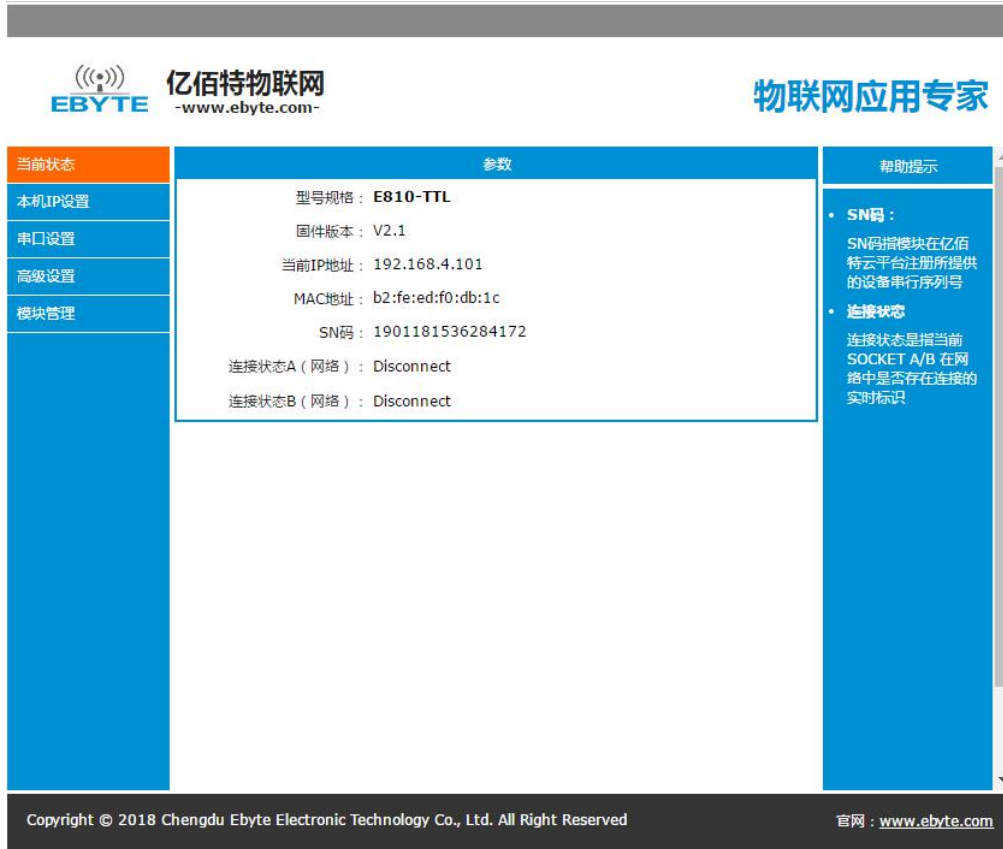 EBYTE
亿佰特物联网
-www.ebyte.com-
物联网应用专家
当前状态
本机IP设置
串口设置
高级设置
模块管理
参数
型号规格： E810-TTL
固件版本： V2.1
当前IP地址： 192.168.4.101
MAC地址： b2:fe:ed:f0:db:1c
SN码： 1901181536284172
连接状态A（网络）： Disconnect
连接状态B（网络）： Disconnect
帮助提示
• SN码：
SN码指模块在亿佰
特云平台注册所提供
的设备串行序列号
• 连接状态
连接状态是指当前
SOCKET A/B 在网
络中是否存在连接的
实时标识
Copyright © 2018 Chengdu Ebyte Electronic Technology Co., Ltd. All Right Reserved
官网：www.ebyte.com